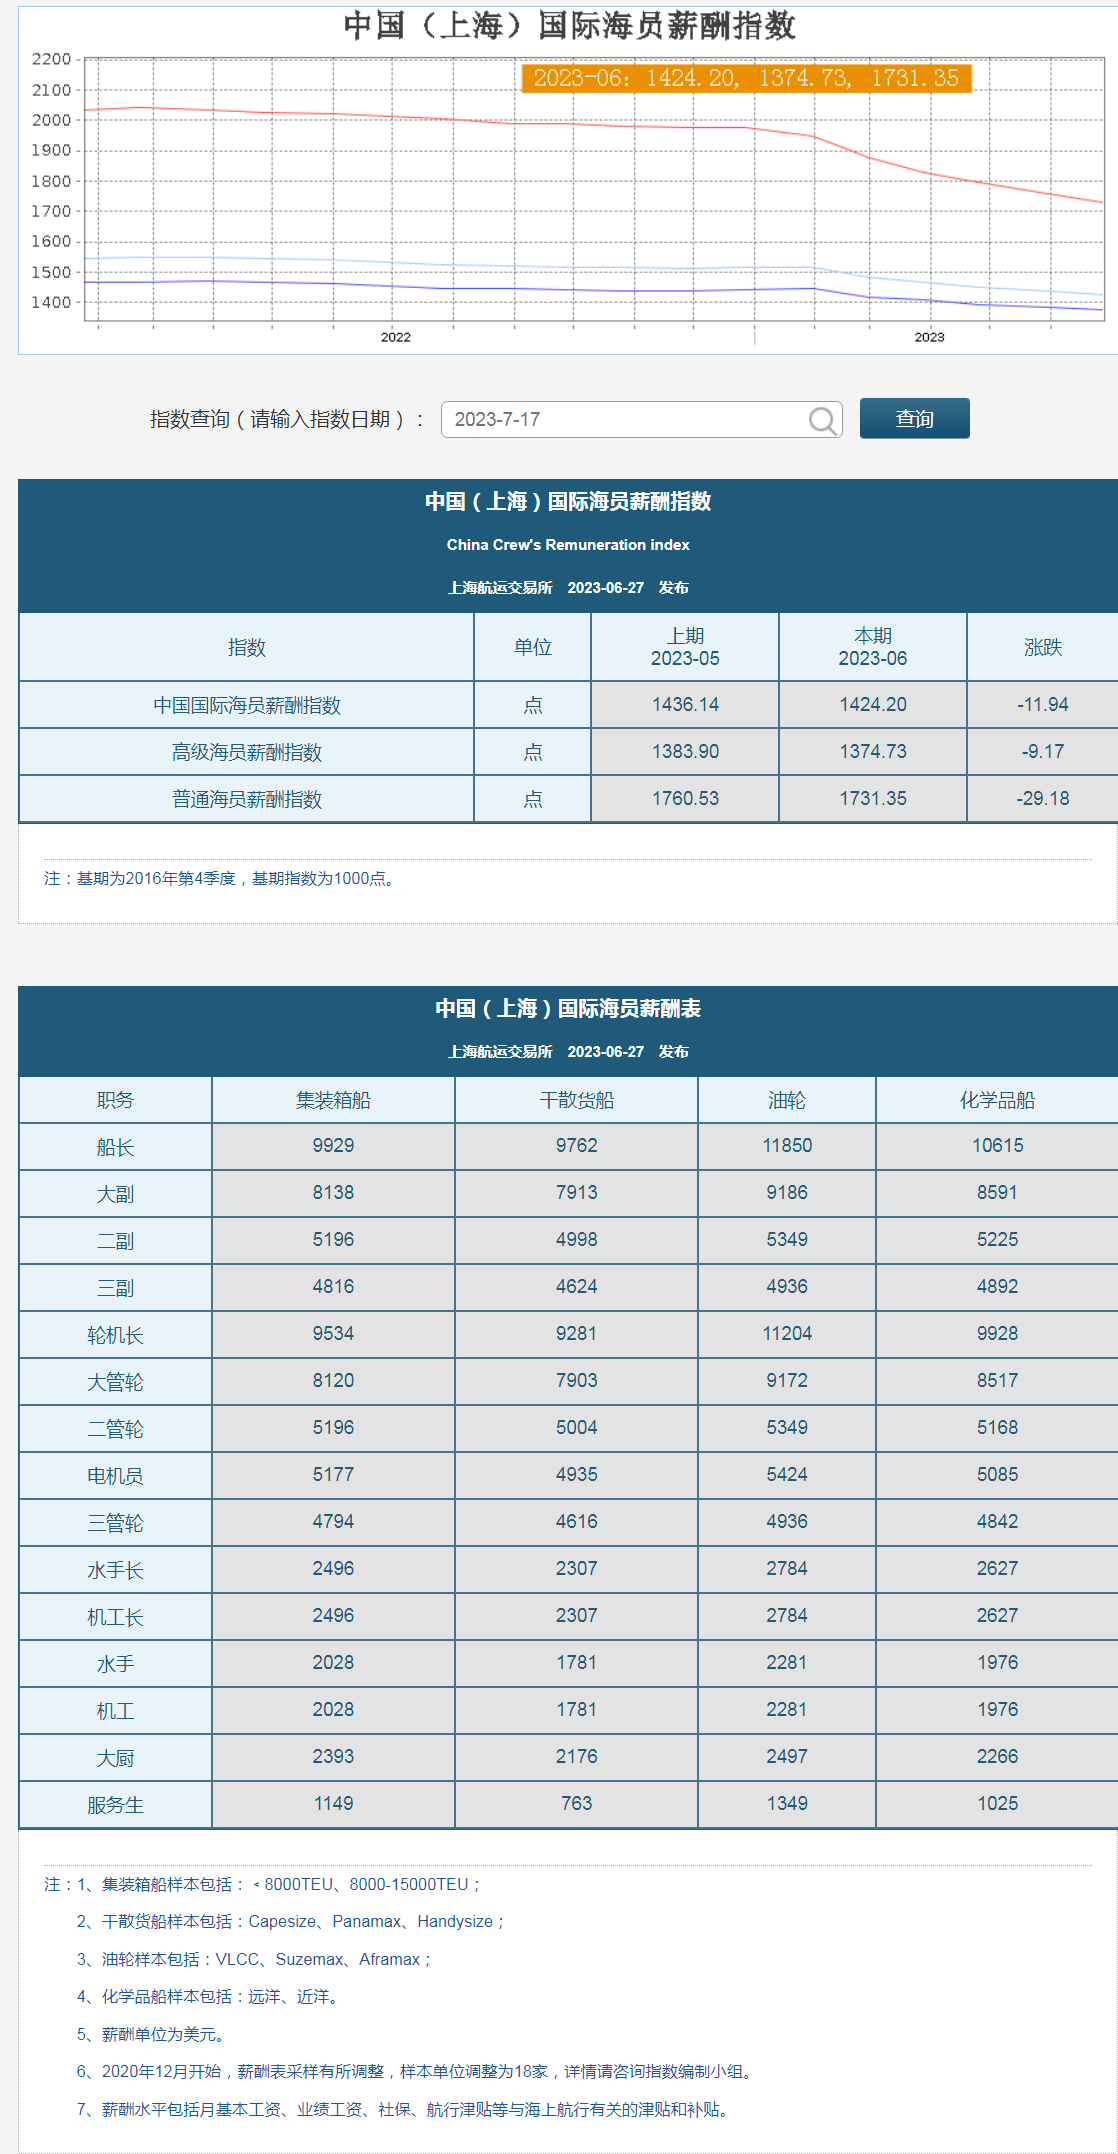 中国（上海）国际海员薪酬指数
2023-06: 1424.20, 1374.73, 1731.35
2200
2100
2000
1900
1800
1700
1600
1500
1400
2022
2023
指数查询（请输入指数日期）： 2023-7-17 查询
中国（上海）国际海员薪酬指数
China Crew's Remuneration index
上海航运交易所 2023-06-27 发布
指数 单位 上期 2023-05 本期 2023-06 涨跌
中国国际海员薪酬指数 点 1436.14 1424.20 -11.94
高级海员薪酬指数 点 1383.90 1374.73 -9.17
普通海员薪酬指数 点 1760.53 1731.35 -29.18
注：基期为2016年第4季度，基期指数为1000点。
中国（上海）国际海员薪酬表
上海航运交易所 2023-06-27 发布
职务 集装箱船 干散货船 油轮 化学品船
船长 9929 9762 11850 10615
大副 8138 7913 9186 8591
二副 5196 4998 5349 5225
三副 4816 4624 4936 4892
轮机长 9534 9281 11204 9928
大管轮 8120 7903 9172 8517
二管轮 5196 5004 5349 5168
电机员 5177 4935 5424 5085
三管轮 4794 4616 4936 4842
水手长 2496 2307 2784 2627
机工长 2496 2307 2784 2627
水手 2028 1781 2281 1976
机工 2028 1781 2281 1976
大厨 2393 2176 2497 2266
服务生 1149 763 1349 1025
注：1、集装箱船样本包括：﹤8000TEU、8000-15000TEU；
2、干散货船样本包括：Capesize、Panamax、Handysize；
3、油轮样本包括：VLCC、Suzemax、Aframax；
4、化学品船样本包括：远洋、近洋。
5、薪酬单位为美元。
6、2020年12月开始，薪酬表采样有所调整，样本单位调整为18家，详情请咨询指数编制小组。
7、薪酬水平包括月基本工资、业绩工资、社保、航行津贴等与海上航行有关的津贴和补贴。